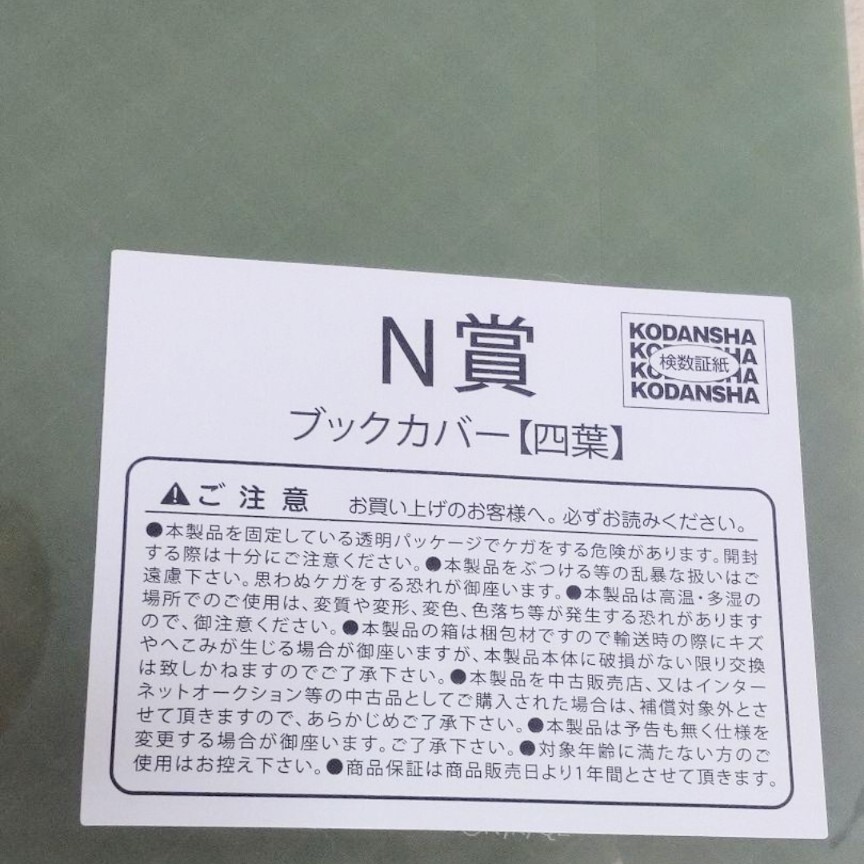 N賞
KODANSHA
検数証紙
KODANSHA
ブックカバー【四葉】
ご注意 お買い上げのお客様へ。必ずお読みください。
●本製品を固定している透明パッケージでケガをする危険があります。開封
する際は十分にご注意ください。●本製品をぶつける等の乱暴な扱いはご
遠慮下さい。思わぬケガをする恐れが御座います。●本製品は高温・多湿の
場所でのご使用は、変質や変形、変色、色落ち等が発生する恐れがあります
ので、御注意ください。●本製品の箱は梱包材ですので輸送時の際にキズ
やへこみが生じる場合が御座いますが、本製品本体に破損がない限り交換
は致しかねますのでご了承下さい。●本製品を中古販売店、又はインター
ネットオークション等の中古品としてご購入された場合は、補償対象外とさ
せて頂きますので、あらかじめご了承下さい。●本製品は予告も無く仕様を
変更する場合が御座います。ご了承下さい。●対象年齢に満たない方のご
使用はお控え下さい。●商品保証は商品販売日より1年間とさせて頂きます。